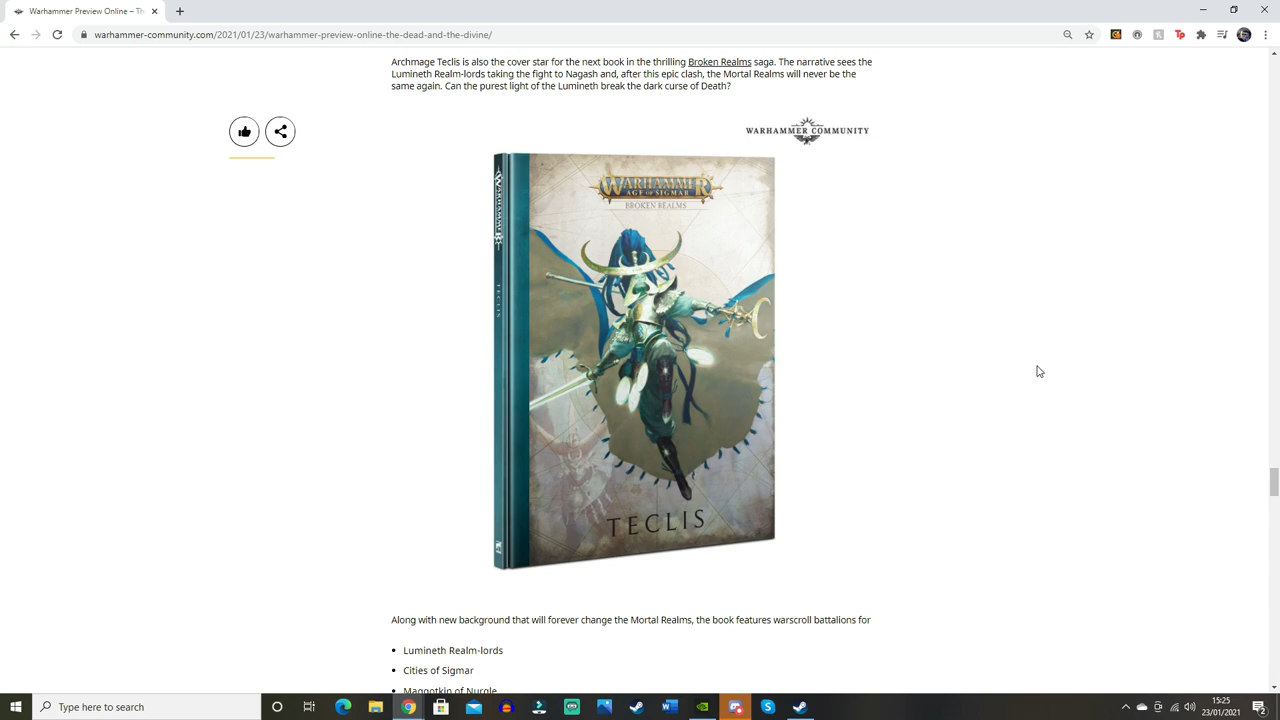 Warhammer Preview Online – Th
warhammer-community.com/2021/01/23/warhammer-preview-online-the-dead-and-the-divine/
Archmage Teclis is also the cover star for the next book in the thrilling Broken Realms saga. The narrative sees the
Lumineth Realm-lords taking the fight to Nagash and, after this epic clash, the Mortal Realms will never be the
same again. Can the purest light of the Lumineth break the dark curse of Death?
WARHAMMER COMMUNITY
WARHAMMER
AGE OF SIGMAR
BROKEN REALMS
WARHAMMER
TECLIS
TECLIS
Along with new background that will forever change the Mortal Realms, the book features warscroll battalions for
• Lumineth Realm-lords
• Cities of Sigmar
• Maggotkin of Nurgle
Type here to search
15:25
23/01/2021
2